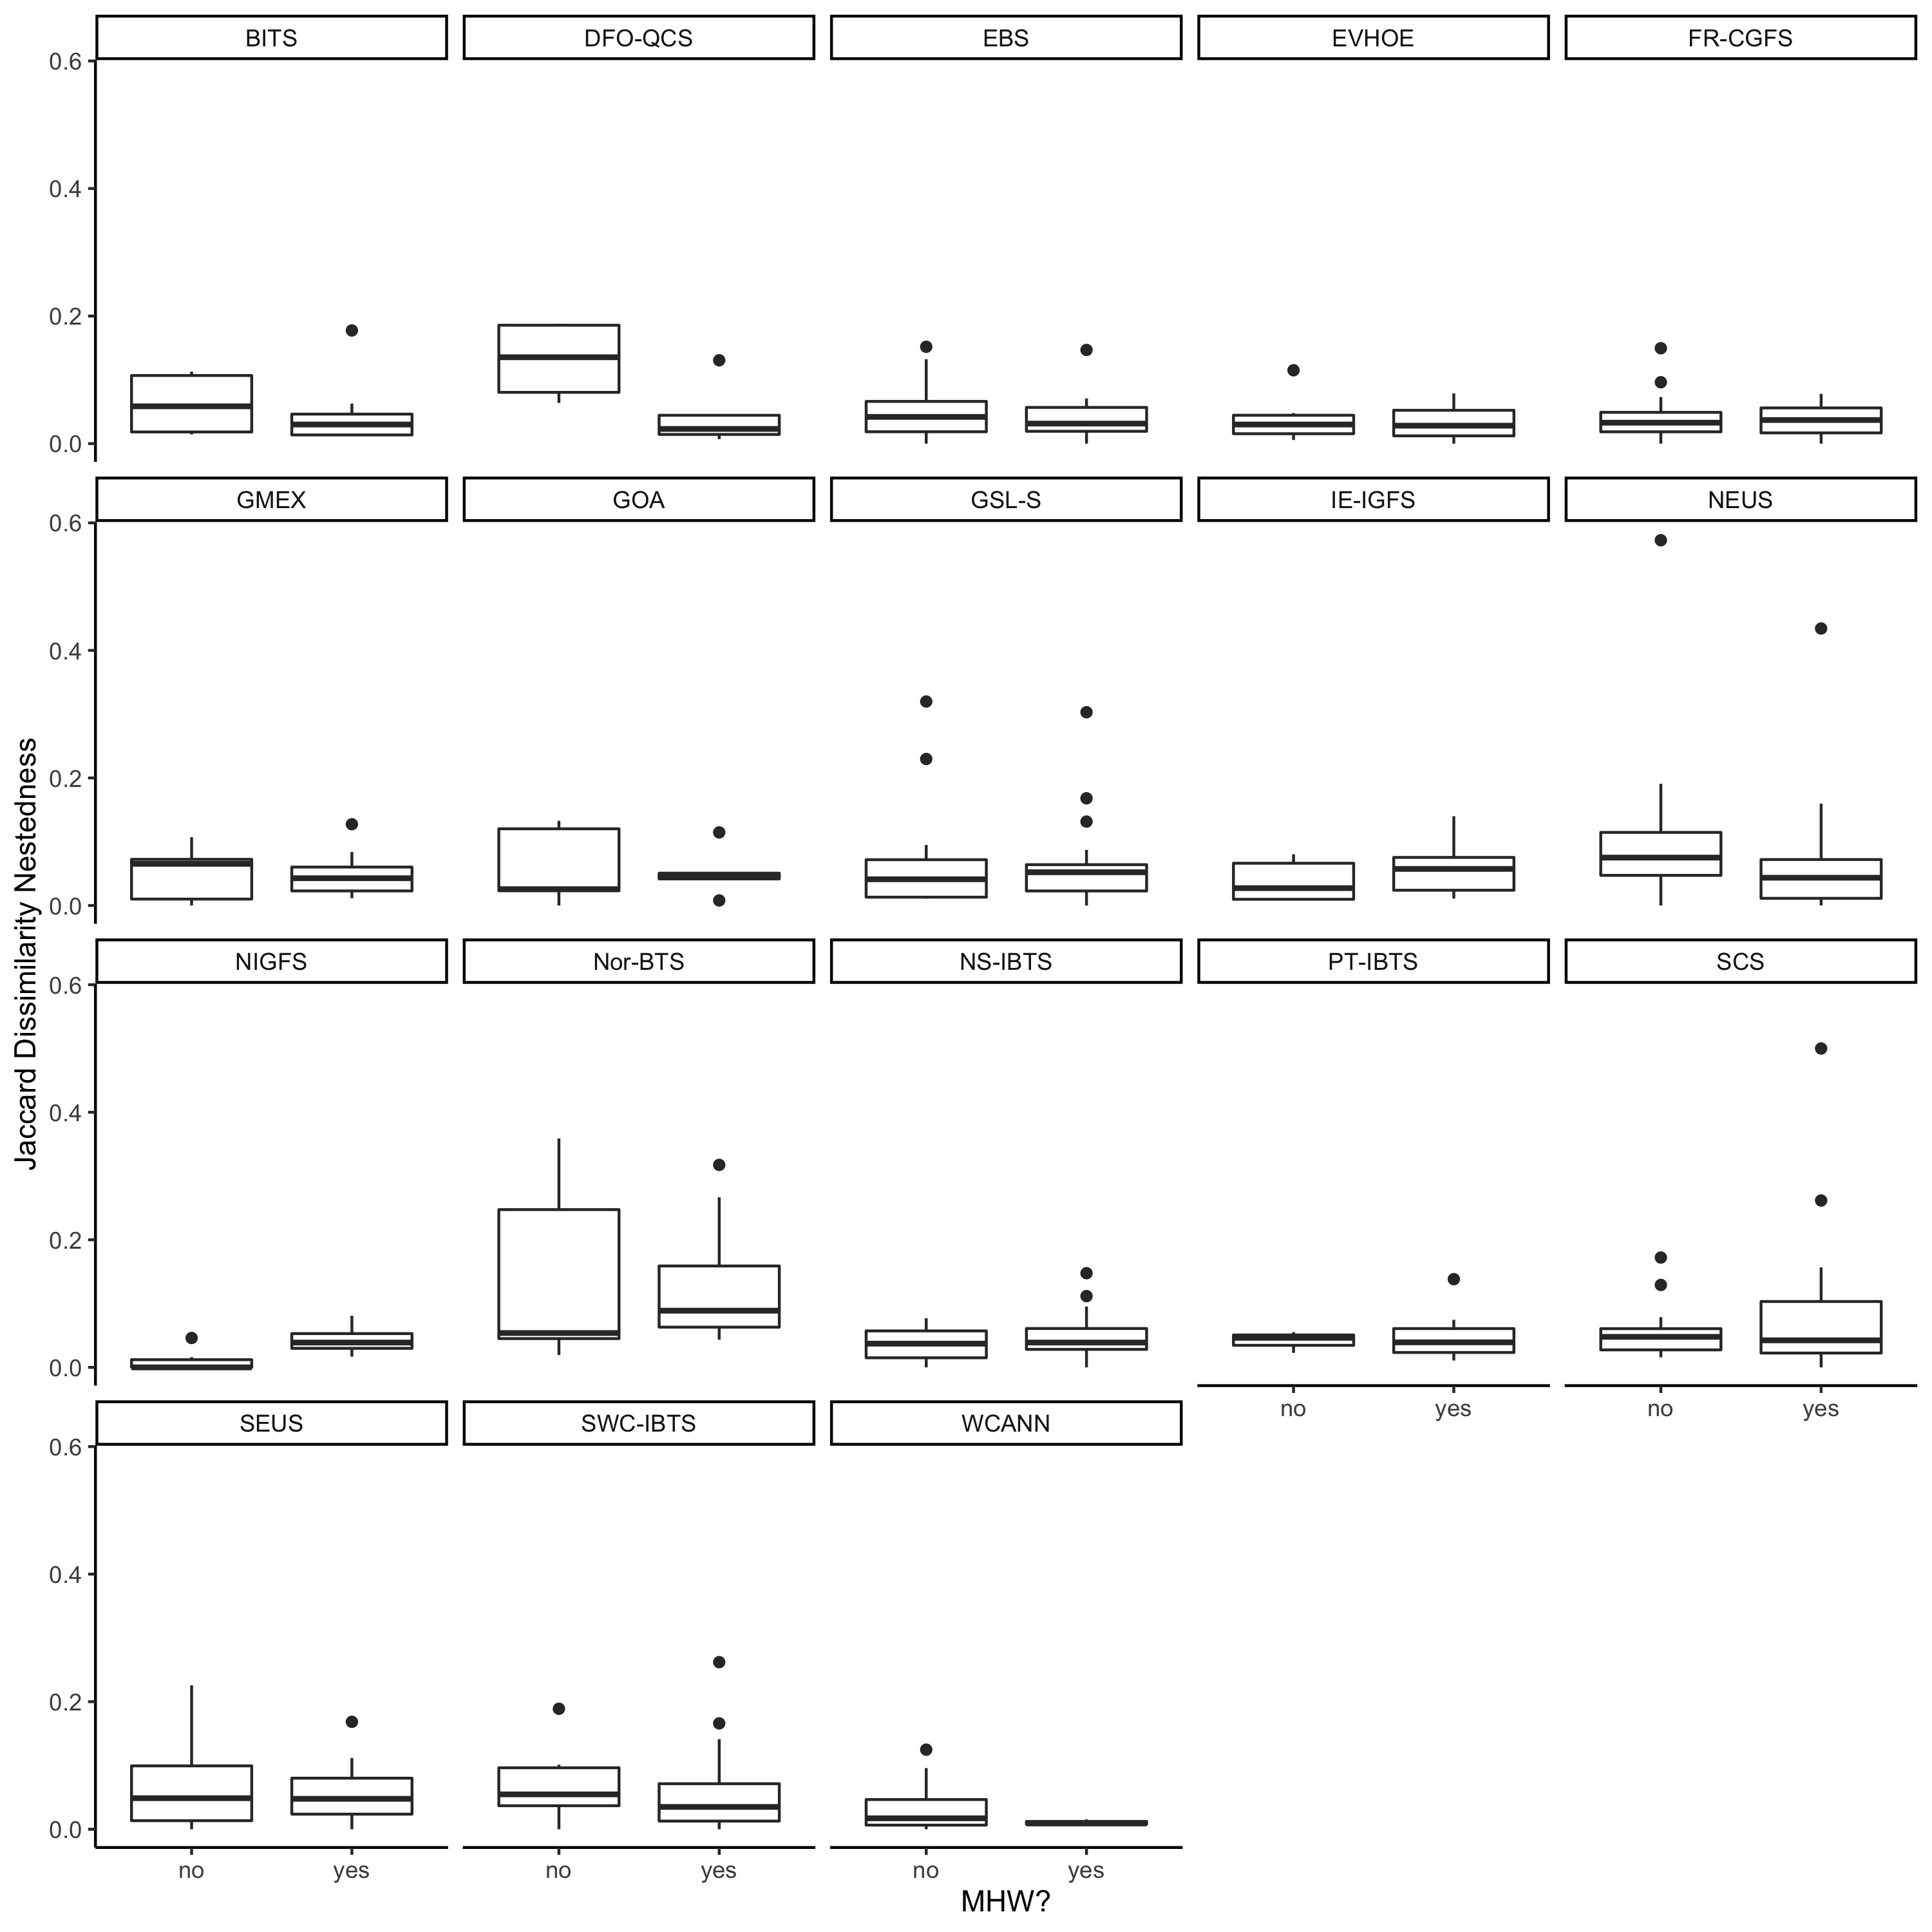 BITS DFO-QCS EBS EVHOE FR-CGFS
0.6
0.4
0.2
0.0
GMEX GOA GSL-S IE-IGFS NEUS
0.6
0.4
0.2
0.0
Jaccard Dissimilarity Nestedness
NIGFS Nor-BTS NS-IBTS PT-IBTS SCS
0.6
0.4
0.2
0.0
no yes no yes
SEUS SWC-IBTS WCANN
0.6
0.4
0.2
0.0
no yes no yes no yes
MHW?